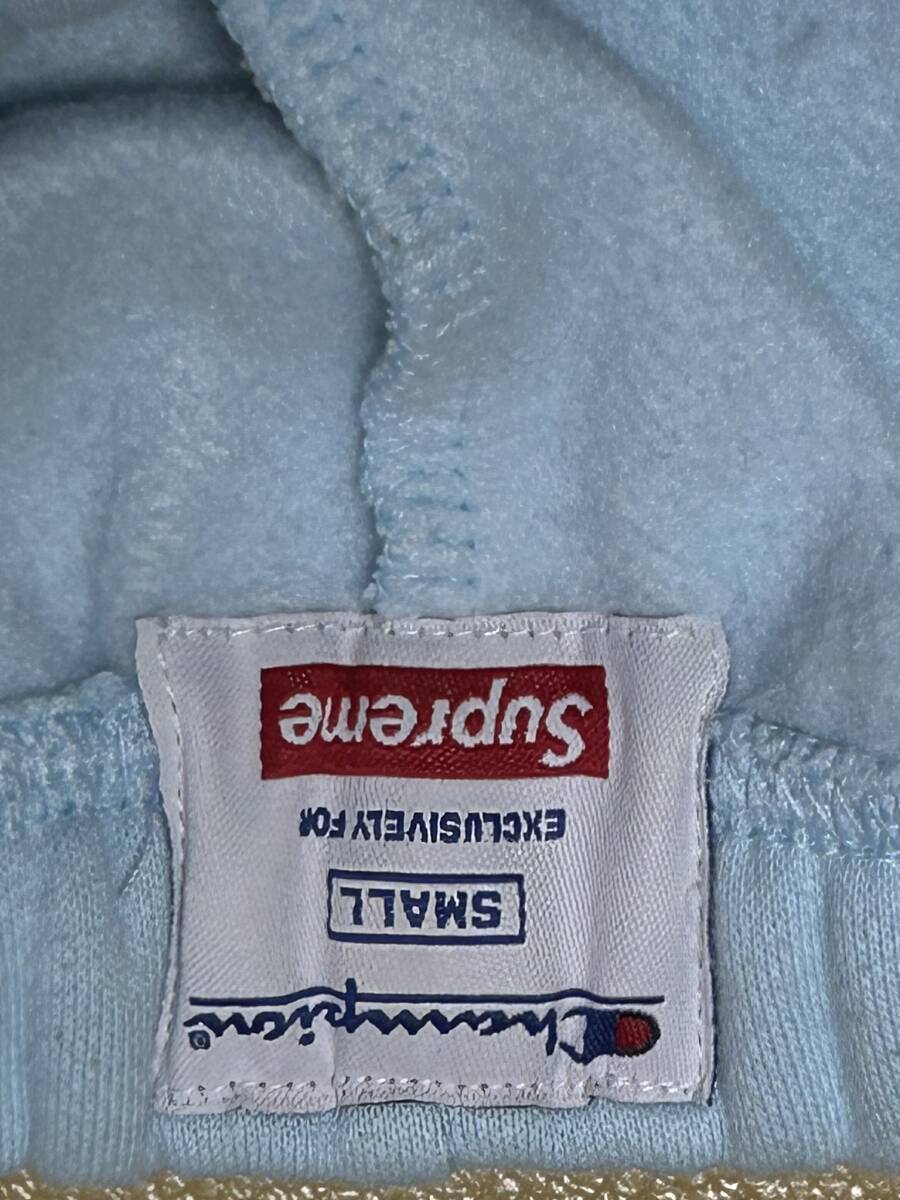 Champion®
SMALL
EXCLUSIVELY FOR
Supreme